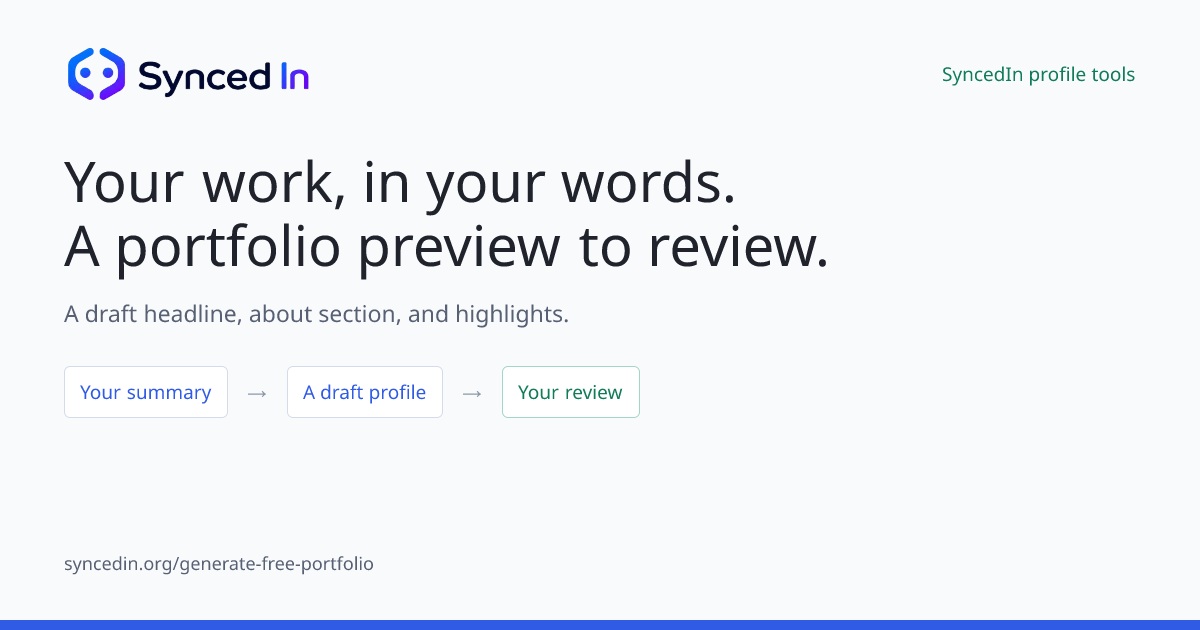 Synced In
SyncedIn profile tools
Your work, in your words.
A portfolio preview to review.
A draft headline, about section, and highlights.
Your summary → A draft profile → Your review
syncedin.org/generate-free-portfolio